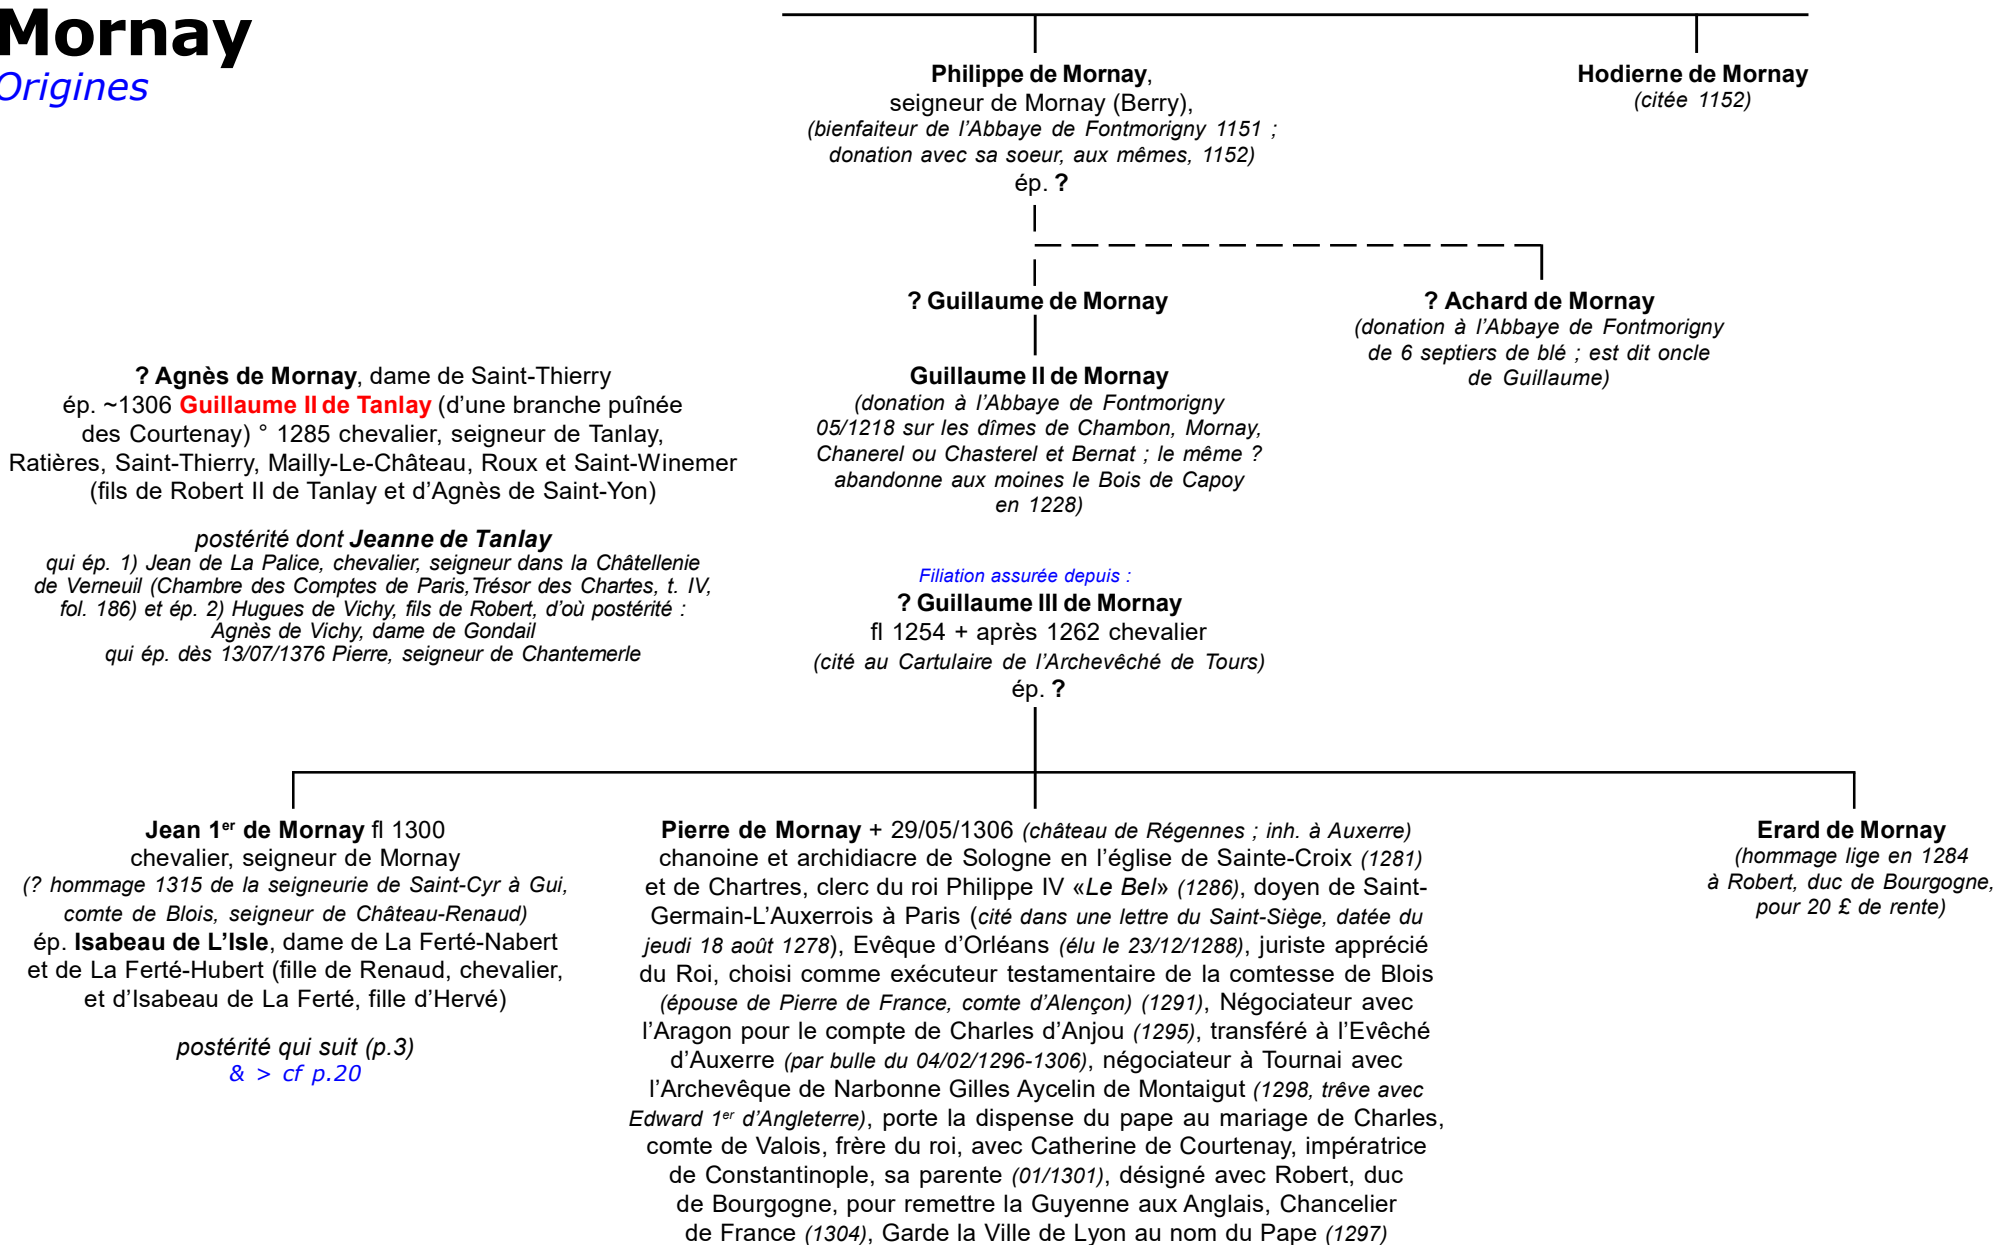 Mornay
Origines
Philippe de Mornay,
seigneur de Mornay (Berry),
(bienfaiteur de l’Abbaye de Fontmorigny 1151 ;
donation avec sa soeur, aux mêmes, 1152)
ép. ?
Hodierne de Mornay
(citée 1152)
? Guillaume de Mornay
? Achard de Mornay
(donation à l’Abbaye de Fontmorigny
de 6 septiers de blé ; est dit oncle
de Guillaume)
? Agnès de Mornay, dame de Saint-Thierry
ép. ~1306 Guillaume II de Tanlay (d’une branche puînée
des Courtenay) ° 1285 chevalier, seigneur de Tanlay,
Ratières, Saint-Thierry, Mailly-Le-Château, Roux et Saint-Winemer
(fils de Robert II de Tanlay et d’Agnès de Saint-Yon)
postérité dont Jeanne de Tanlay
qui ép. 1) Jean de La Palice, chevalier, seigneur dans la Châtellenie
de Verneuil (Chambre des Comptes de Paris,Trésor des Chartes, t. IV,
fol. 186) et ép. 2) Hugues de Vichy, fils de Robert, d’où postérité :
Agnès de Vichy, dame de Gondail
qui ép. dès 13/07/1376 Pierre, seigneur de Chantemerle
Guillaume II de Mornay
(donation à l’Abbaye de Fontmorigny
05/1218 sur les dîmes de Chambon, Mornay,
Chanerel ou Chasterel et Bernat ; le même ?
abandonne aux moines le Bois de Capoy
en 1228)
Filiation assurée depuis :
? Guillaume III de Mornay
fl 1254 + après 1262 chevalier
(cité au Cartulaire de l’Archevêché de Tours)
ép. ?
Jean 1er de Mornay fl 1300
chevalier, seigneur de Mornay
(? hommage 1315 de la seigneurie de Saint-Cyr à Gui,
comte de Blois, seigneur de Château-Renaud)
ép. Isabeau de L’Isle, dame de La Ferté-Nabert
et de La Ferté-Hubert (fille de Renaud, chevalier,
et d’Isabeau de La Ferté, fille d’Hervé)
postérité qui suit (p.3)
& > cf p.20
Pierre de Mornay + 29/05/1306 (château de Régennes ; inh. à Auxerre)
chanoine et archidiacre de Sologne en l’église de Sainte-Croix (1281)
et de Chartres, clerc du roi Philippe IV «Le Bel» (1286), doyen de Saint-
Germain-L’Auxerrois à Paris (cité dans une lettre du Saint-Siège, datée du
jeudi 18 août 1278), Evêque d’Orléans (élu le 23/12/1288), juriste apprécié
du Roi, choisi comme exécuteur testamentaire de la comtesse de Blois
(épouse de Pierre de France, comte d’Alençon) (1291), Négociateur avec
l’Aragon pour le compte de Charles d’Anjou (1295), transféré à l’Evêché
d’Auxerre (par bulle du 04/02/1296-1306), négociateur à Tournai avec
l’Archevêque de Narbonne Gilles Aycelin de Montaigut (1298, trêve avec
Edward 1er d’Angleterre), porte la dispense du pape au mariage de Charles,
comte de Valois, frère du roi, avec Catherine de Courtenay, impératrice
de Constantinople, sa parente (01/1301), désigné avec Robert, duc
de Bourgogne, pour remettre la Guyenne aux Anglais, Chancelier
de France (1304), Garde la Ville de Lyon au nom du Pape (1297)
Erard de Mornay
(hommage lige en 1284
à Robert, duc de Bourgogne,
pour 20 £ de rente)